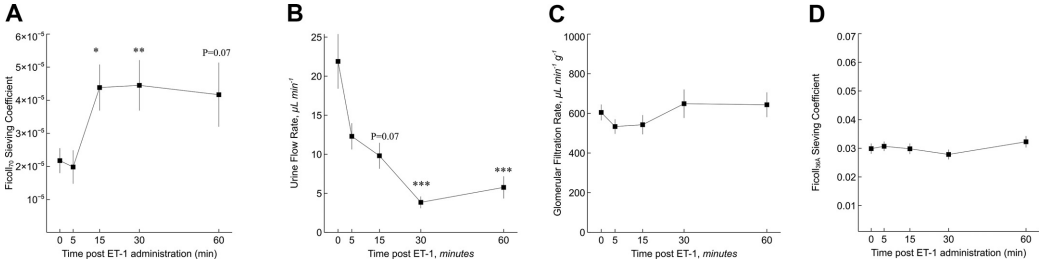 A
Ficoll₇₀ Sieving Coefficient
6×10⁻⁵
5×10⁻⁵
4×10⁻⁵
3×10⁻⁵
2×10⁻⁵
10⁻⁵
*
**
P=0.07
0 5 15 30 60
Time post ET-1 administration (min)
B
Urine Flow Rate, μL min⁻¹
25
20
15
10
5
0
P=0.07
***
***
0 5 15 30 60
Time post ET-1, minutes
C
Glomerular Filtration Rate, μL min⁻¹ g⁻¹
1000
800
600
400
200
0
0 5 15 30 60
Time post ET-1, minutes
D
Ficoll₃₆A Sieving Coefficient
0.07
0.06
0.05
0.04
0.03
0.02
0.01
0 5 15 30 60
Time post ET-1 administration (min)